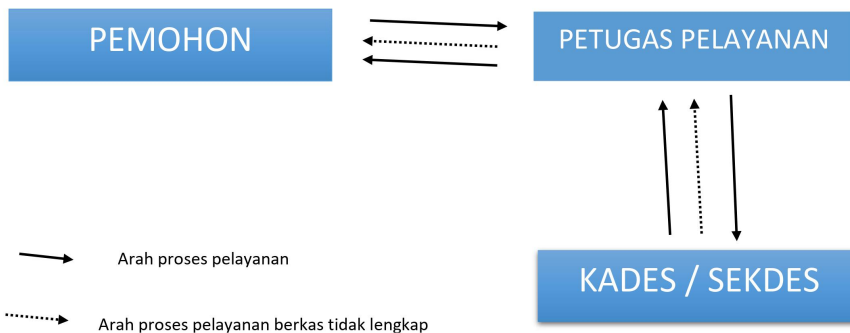 PEMOHON
PETUGAS PELAYANAN
KADES / SEKDES
Arah proses pelayanan
Arah proses pelayanan berkas tidak lengkap